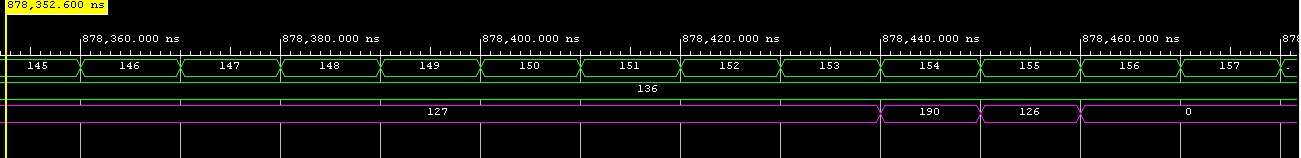 878,352.600 ns
878,360.000 ns 878,380.000 ns 878,400.000 ns 878,420.000 ns 878,440.000 ns 878,460.000 ns 878
145 146 147 148 149 150 151 152 153 154 155 156 157 .
136
127 190 126 0